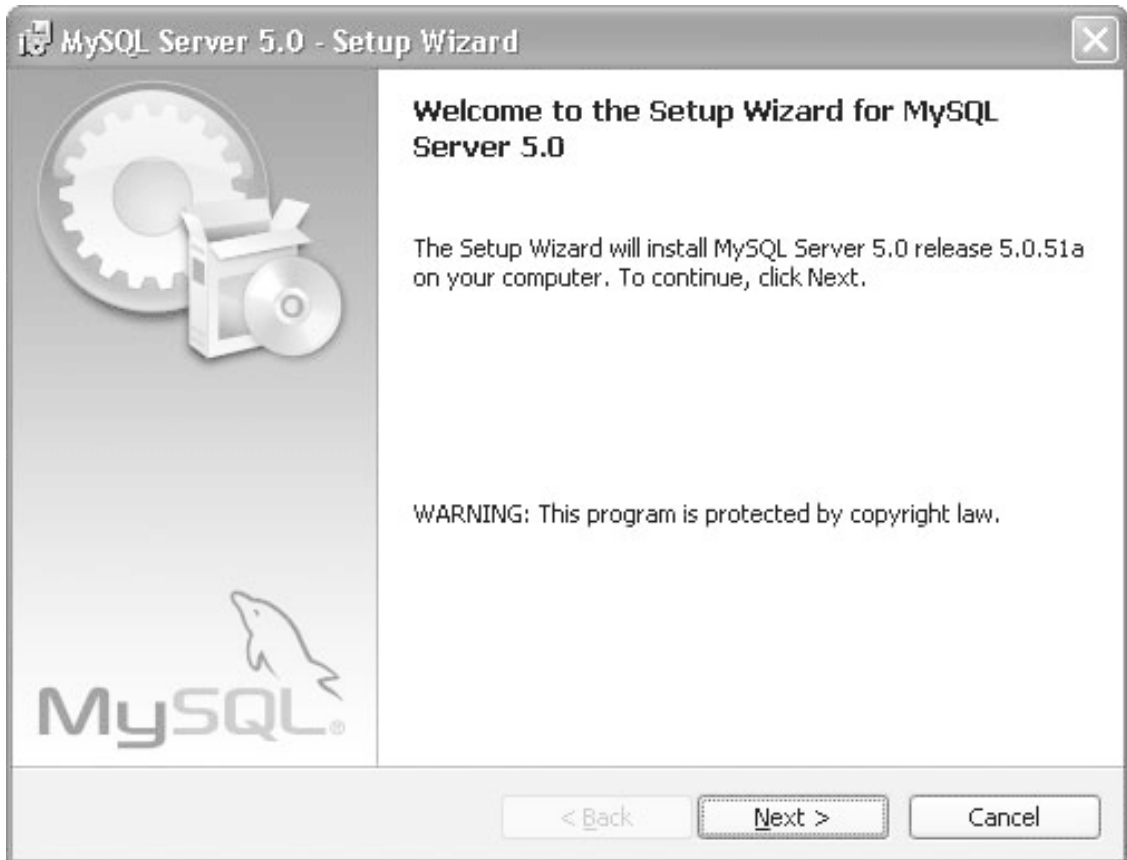 MySQL Server 5.0 - Setup Wizard
Welcome to the Setup Wizard for MySQL
Server 5.0
The Setup Wizard will install MySQL Server 5.0 release 5.0.51a
on your computer. To continue, click Next.
WARNING: This program is protected by copyright law.
MySQL®
< Back Next > Cancel